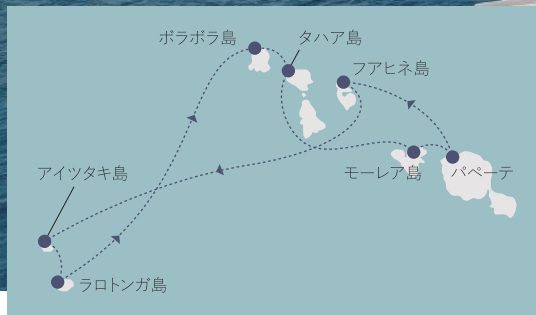 ボラボラ島
タハア島
フアヒネ島
アイツタキ島
モーレア島
パペーテ
ラロトンガ島